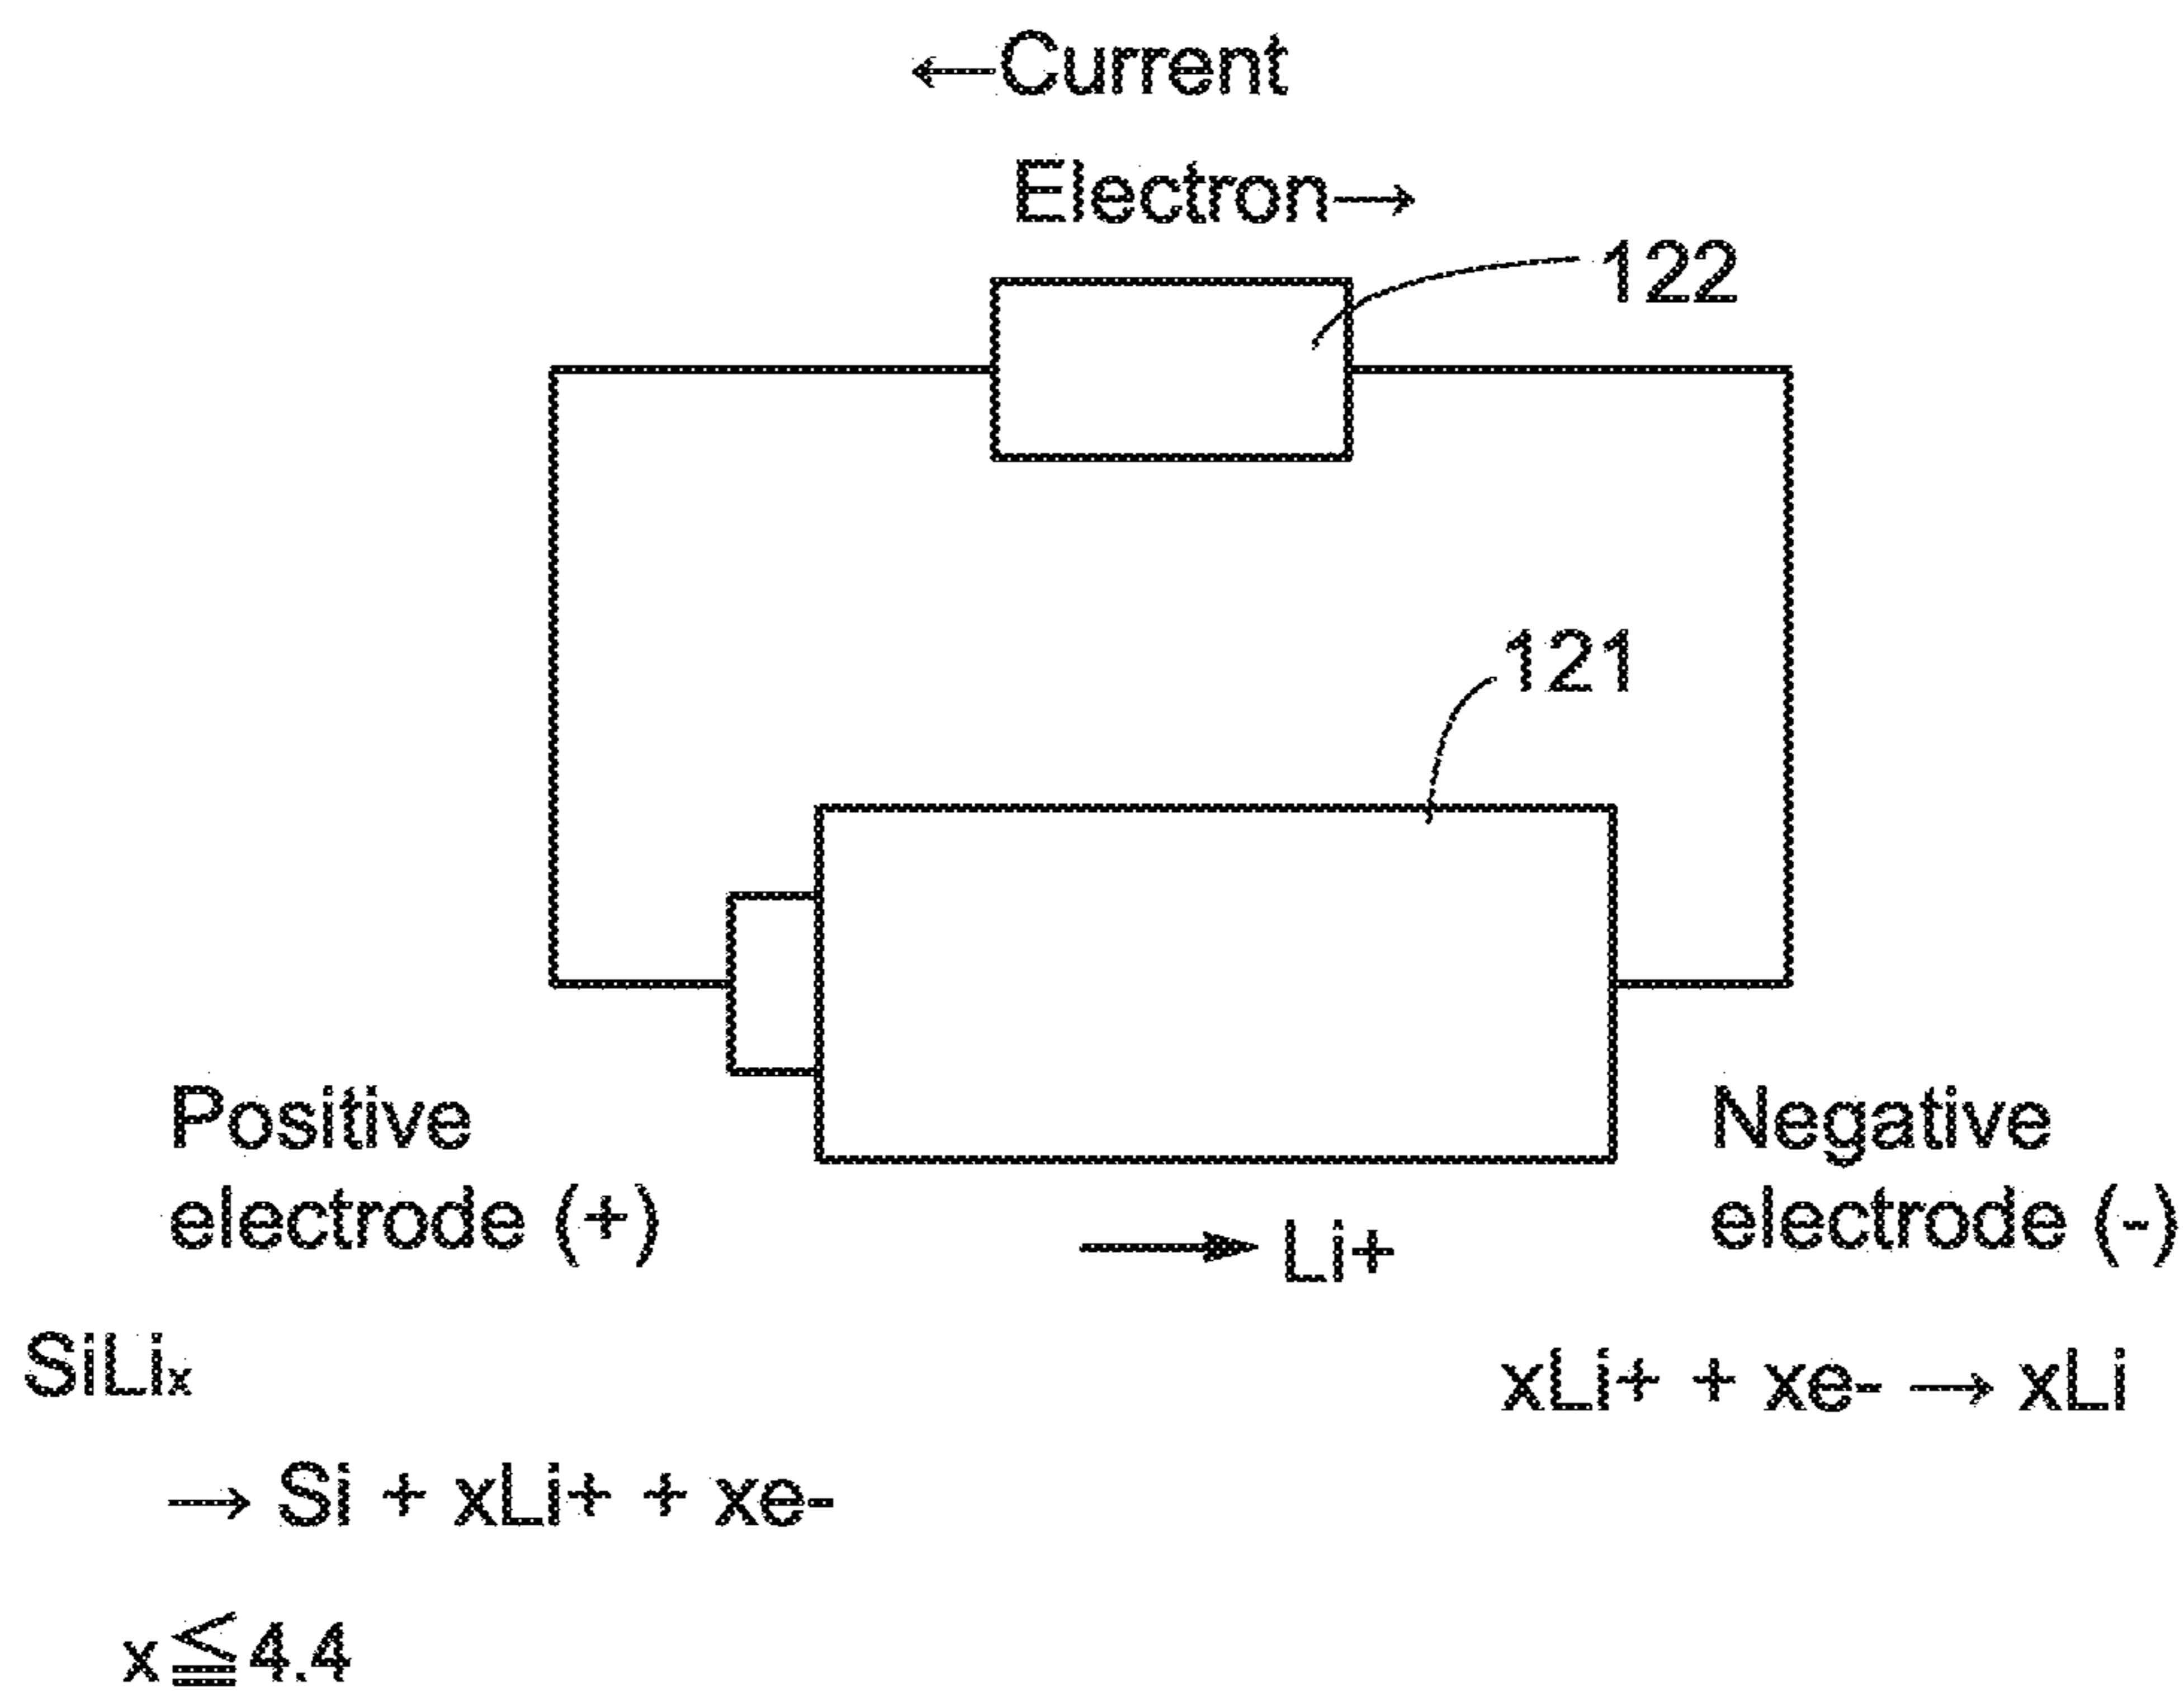 ←Current
Electron→
122
121
Positive
electrode (+)
Negative
electrode (-)
→ Li+
SiLiₓ
→ Si + xLi+ + xe-
x≦4.4
xLi+ + xe- → xLi